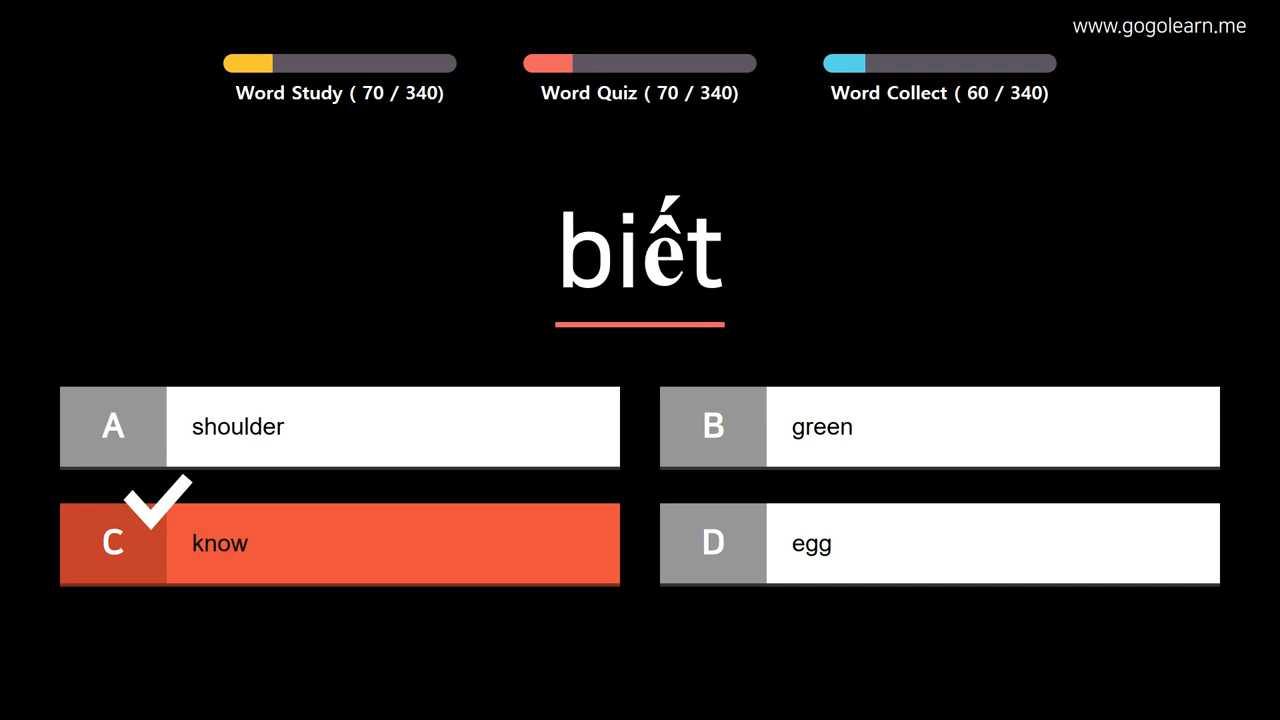 www.gogolearn.me
Word Study ( 70 / 340)
Word Quiz ( 70 / 340)
Word Collect ( 60 / 340)
biết
A shoulder
B green
C know
D egg